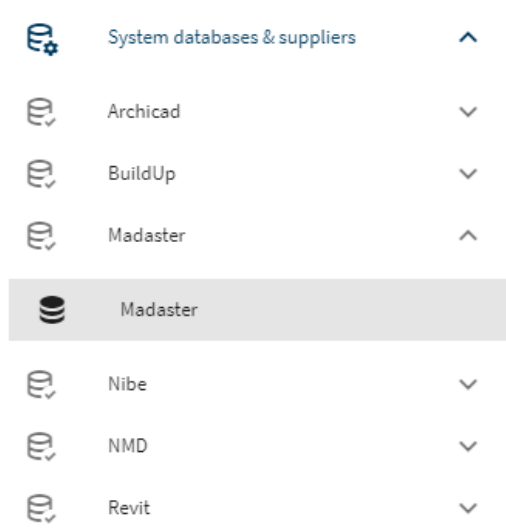 System databases & suppliers
Archicad
BuildUp
Madaster
Madaster
Nibe
NMD
Revit